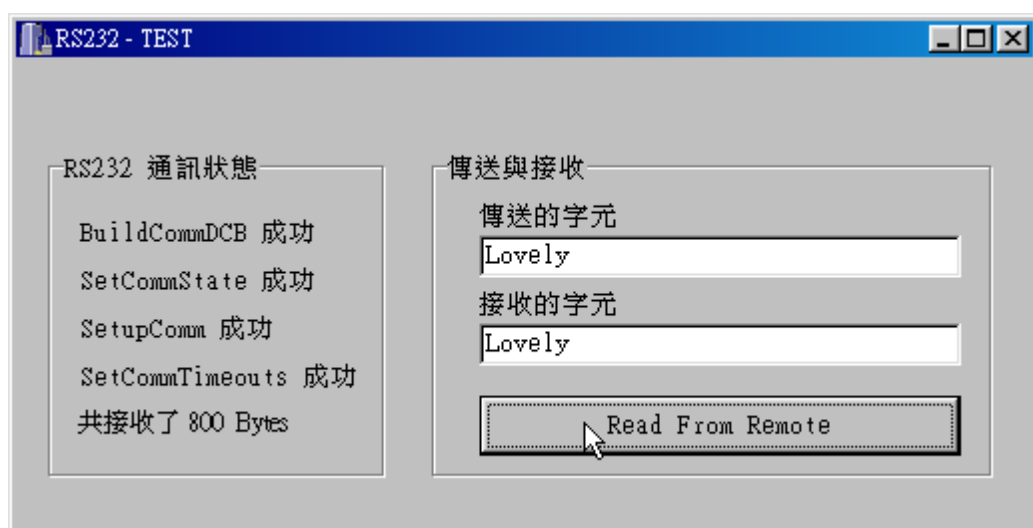 RS232 - TEST
RS232 通訊狀態
BuildCommDCB 成功
SetCommState 成功
SetupComm 成功
SetCommTimeouts 成功
共接收了 800 Bytes
傳送與接收
傳送的字元
Lovely
接收的字元
Lovely
Read From Remote